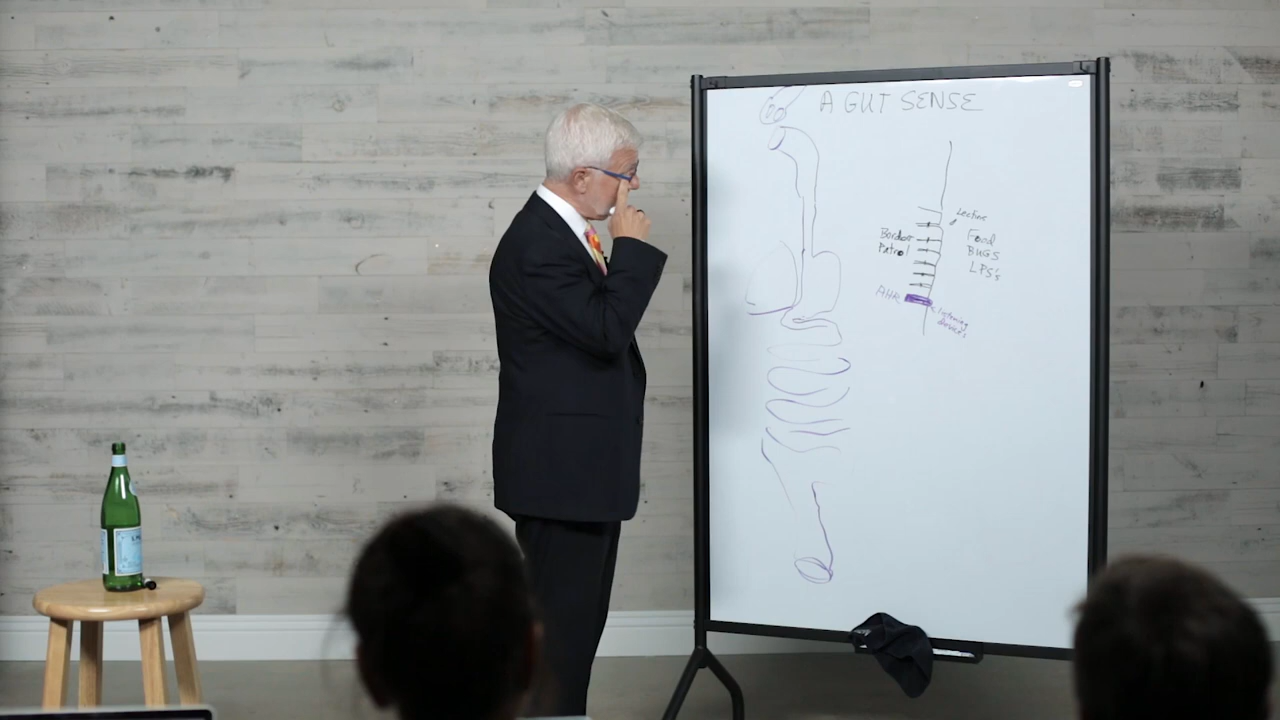 A GUT SENSE
Lectins
Border
Patrol
Food
BUGS
LPS's
AHR
listening
devices